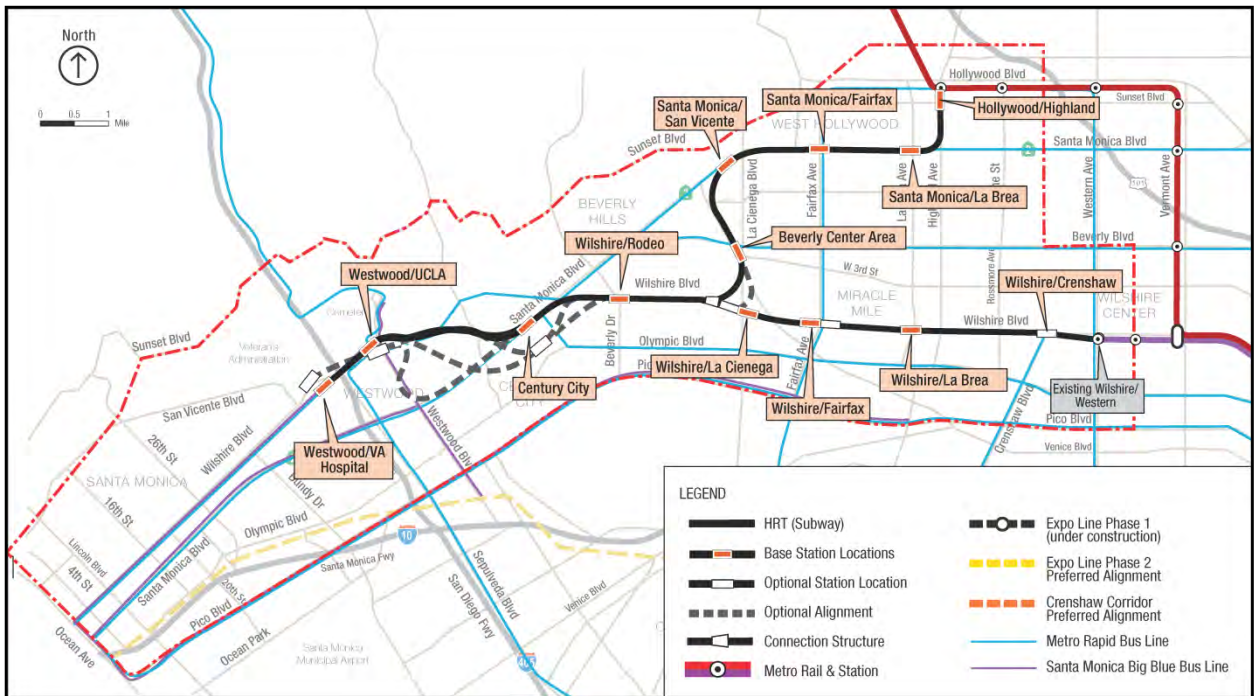 North
0 0.5 1
Mile
Hollywood Blvd
Sunset Blvd
Santa Monica/
San Vicente
Santa Monica/Fairfax
Hollywood/Highland
WEST HOLLYWOOD
Sunset Blvd
Santa Monica Blvd
Santa Monica/La Brea
La Cienega Blvd
Fairfax Ave
Western Ave
Vermont Ave
101
BEVERLY
HILLS
Beverly Center Area
Beverly Blvd
Wilshire/Rodeo
W 3rd St
Rossmore Ave
Westwood/UCLA
Santa Monica Blvd
Wilshire Blvd
MIRACLE
MILE
Wilshire/Crenshaw
WILSHIRE
CENTER
Wilshire Blvd
Sunset Blvd
Veterans
Administration
Beverly Dr
Olympic Blvd
Wilshire/La Cienega
Fairfax Ave
Wilshire/La Brea
Existing Wilshire/
Western
Century City
WESTWOOD
San Vicente Blvd
Wilshire/Fairfax
Crenshaw Blvd
Pico Blvd
Venice Blvd
Westwood/VA
Hospital
Westwood Blv
26th St
Wilshire Blvd
Bundy Dr
SANTA MONICA
16th St
Olympic Blvd
10
Lincoln Blvd
4th St
Santa Monica Blvd
20th St
Santa Monica Fwy
Pico Blvd
Ocean Park
Ocean Ave
Santa Monica
Municipal Airport
Sepulveda Blvd
San Diego Fwy
Venice Blvd
405
LEGEND
HRT (Subway)
Base Station Locations
Optional Station Location
Optional Alignment
Connection Structure
Metro Rail & Station
Expo Line Phase 1
(under construction)
Expo Line Phase 2
Preferred Alignment
Crenshaw Corridor
Preferred Alignment
Metro Rapid Bus Line
Santa Monica Big Blue Bus Line